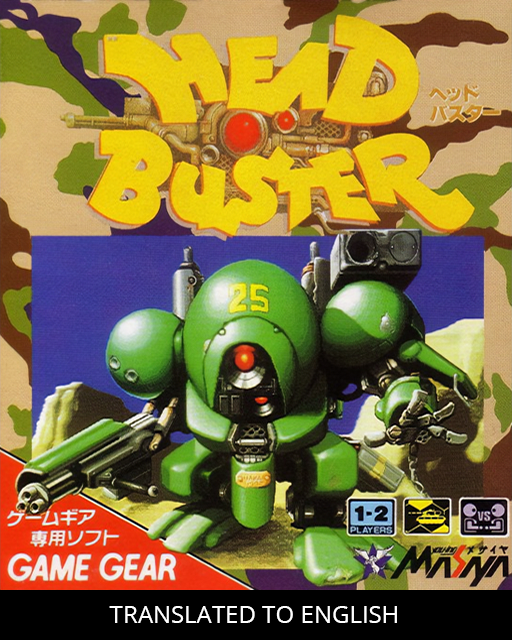 HEAD
BUSTER
ヘッド
バスター
25
ゲームギア
専用ソフト
GAME GEAR
1-2
PLAYERS
VS
メサイヤ
MASAYA
TRANSLATED TO ENGLISH